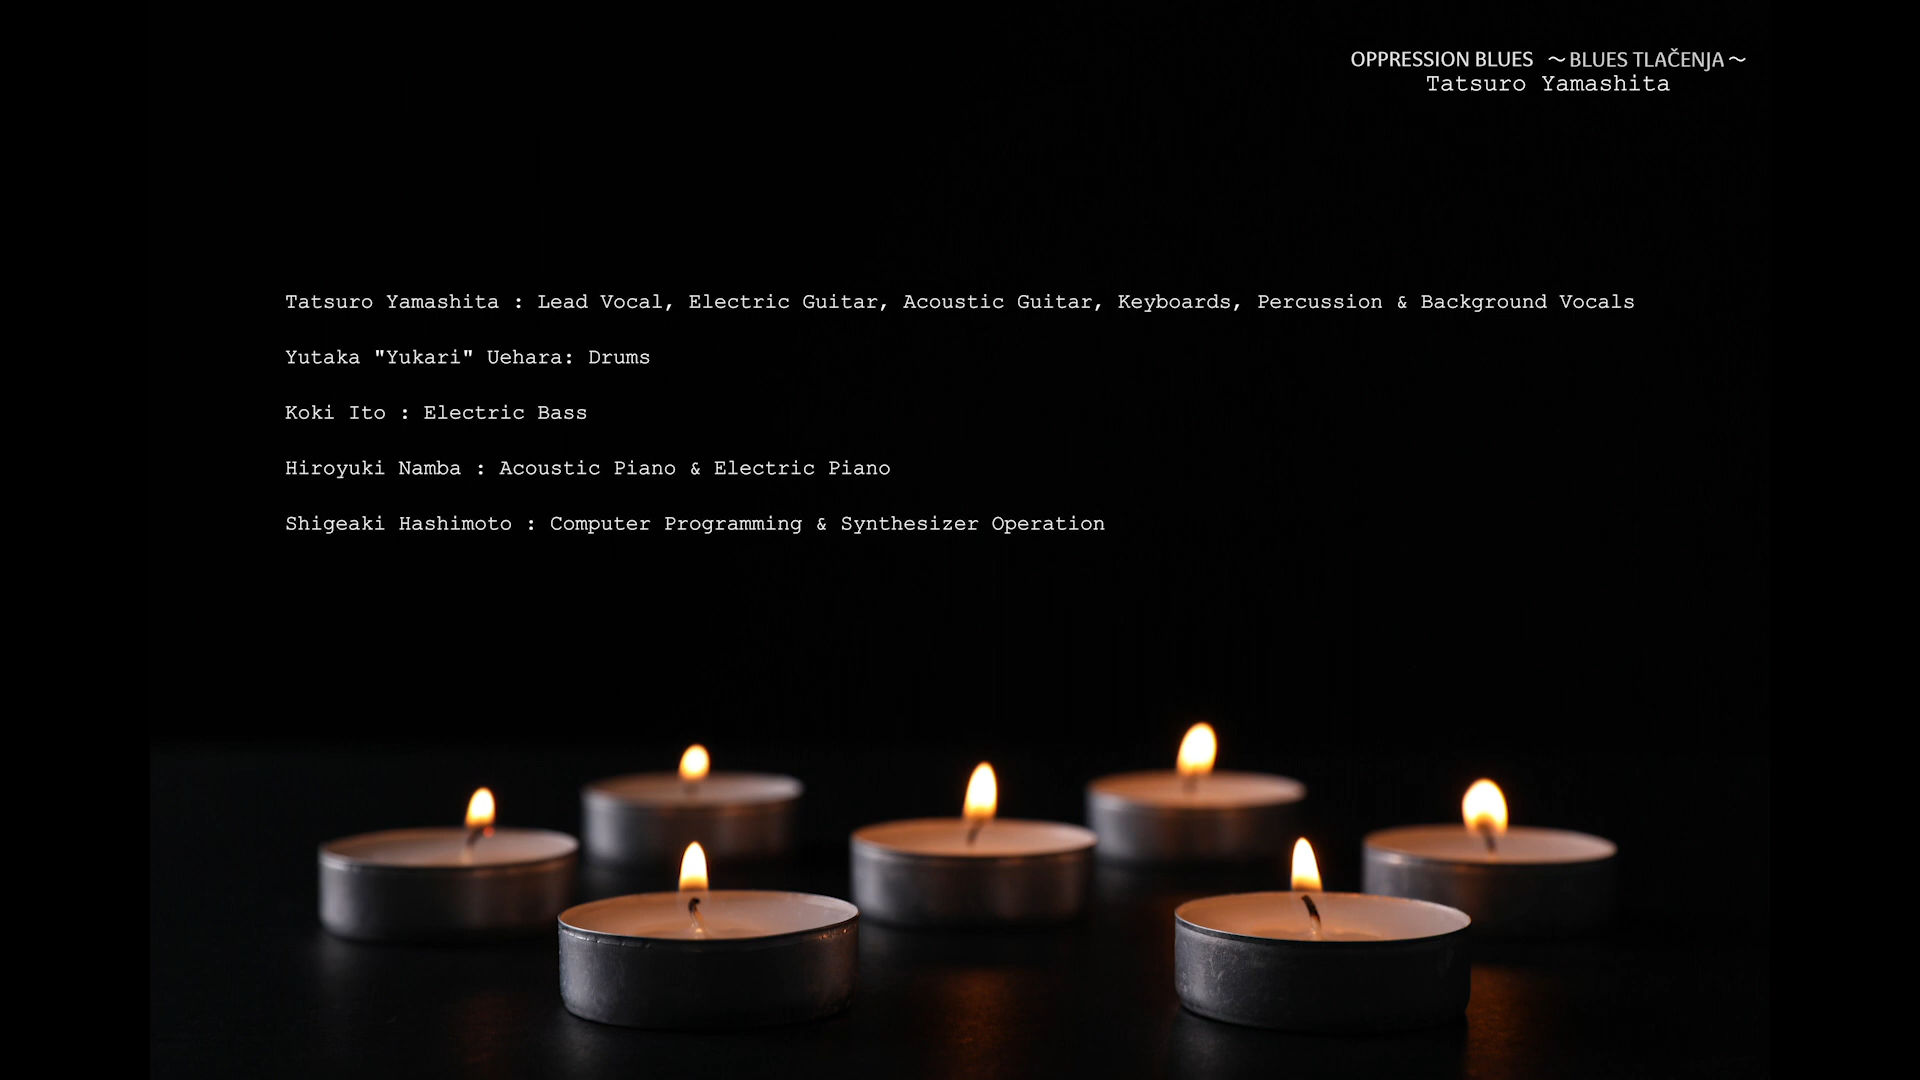 OPPRESSION BLUES ～BLUES TLAČENJA～
Tatsuro Yamashita
Tatsuro Yamashita : Lead Vocal, Electric Guitar, Acoustic Guitar, Keyboards, Percussion & Background Vocals
Yutaka "Yukari" Uehara: Drums
Koki Ito : Electric Bass
Hiroyuki Namba : Acoustic Piano & Electric Piano
Shigeaki Hashimoto : Computer Programming & Synthesizer Operation